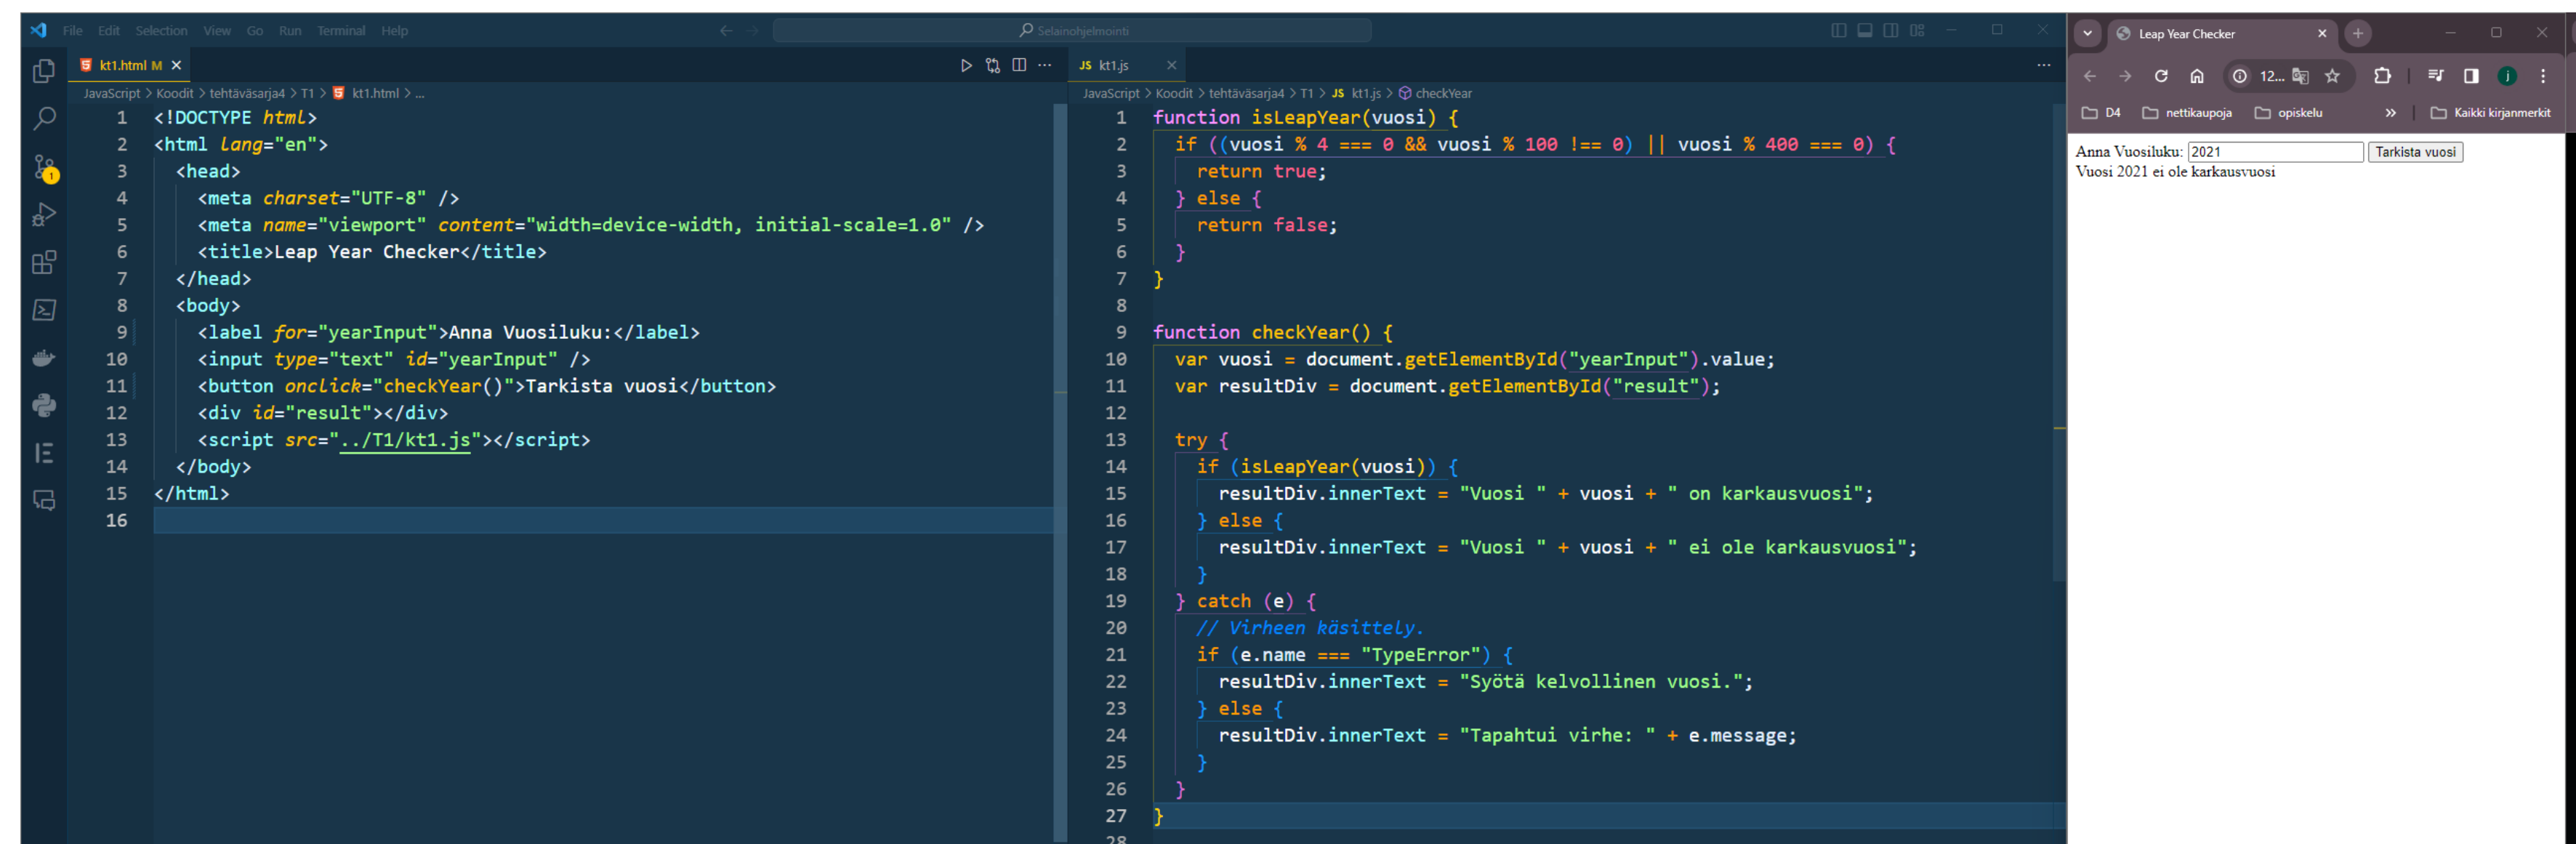 File Edit Selection View Go Run Terminal Help
Selainohjelmointi
kt1.html M
JavaScript > Koodit > tehtäväsarja4 > T1 > kt1.html > ...
1 <!DOCTYPE html>
2 <html lang="en">
3 <head>
4 <meta charset="UTF-8" />
5 <meta name="viewport" content="width=device-width, initial-scale=1.0" />
6 <title>Leap Year Checker</title>
7 </head>
8 <body>
9 <label for="yearInput">Anna Vuosiluku:</label>
10 <input type="text" id="yearInput" />
11 <button onclick="checkYear()">Tarkista vuosi</button>
12 <div id="result"></div>
13 <script src="../T1/kt1.js"></script>
14 </body>
15 </html>
16
JS kt1.js
JavaScript > Koodit > tehtäväsarja4 > T1 > JS kt1.js > checkYear
1 function isLeapYear(vuosi) {
2 if ((vuosi % 4 === 0 && vuosi % 100 !== 0) || vuosi % 400 === 0) {
3 return true;
4 } else {
5 return false;
6 }
7 }
8
9 function checkYear() {
10 var vuosi = document.getElementById("yearInput").value;
11 var resultDiv = document.getElementById("result");
12
13 try {
14 if (isLeapYear(vuosi)) {
15 resultDiv.innerText = "Vuosi " + vuosi + " on karkausvuosi";
16 } else {
17 resultDiv.innerText = "Vuosi " + vuosi + " ei ole karkausvuosi";
18 }
19 } catch (e) {
20 // Virheen käsittely.
21 if (e.name === "TypeError") {
22 resultDiv.innerText = "Syötä kelvollinen vuosi.";
23 } else {
24 resultDiv.innerText = "Tapahtui virhe: " + e.message;
25 }
26 }
27 }
28
Leap Year Checker
12...
j
D4 nettikaupoja opiskelu » Kaikki kirjanmerkit
Anna Vuosiluku: 2021 Tarkista vuosi
Vuosi 2021 ei ole karkausvuosi